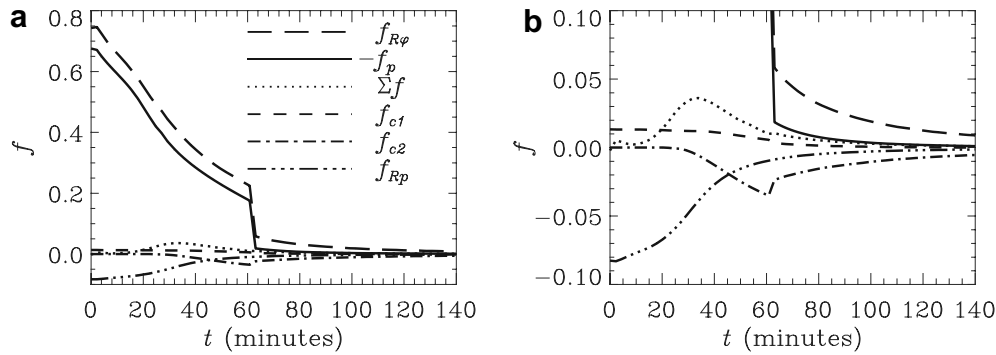 a
0.8
0.6
0.4
0.2
0.0
f
0 20 40 60 80 100 120 140
t (minutes)
f_{Rφ}
−f_p
Σf
f_{c1}
f_{c2}
f_{Rp}
b
0.10
0.05
0.00
−0.05
−0.10
f
0 20 40 60 80 100 120 140
t (minutes)